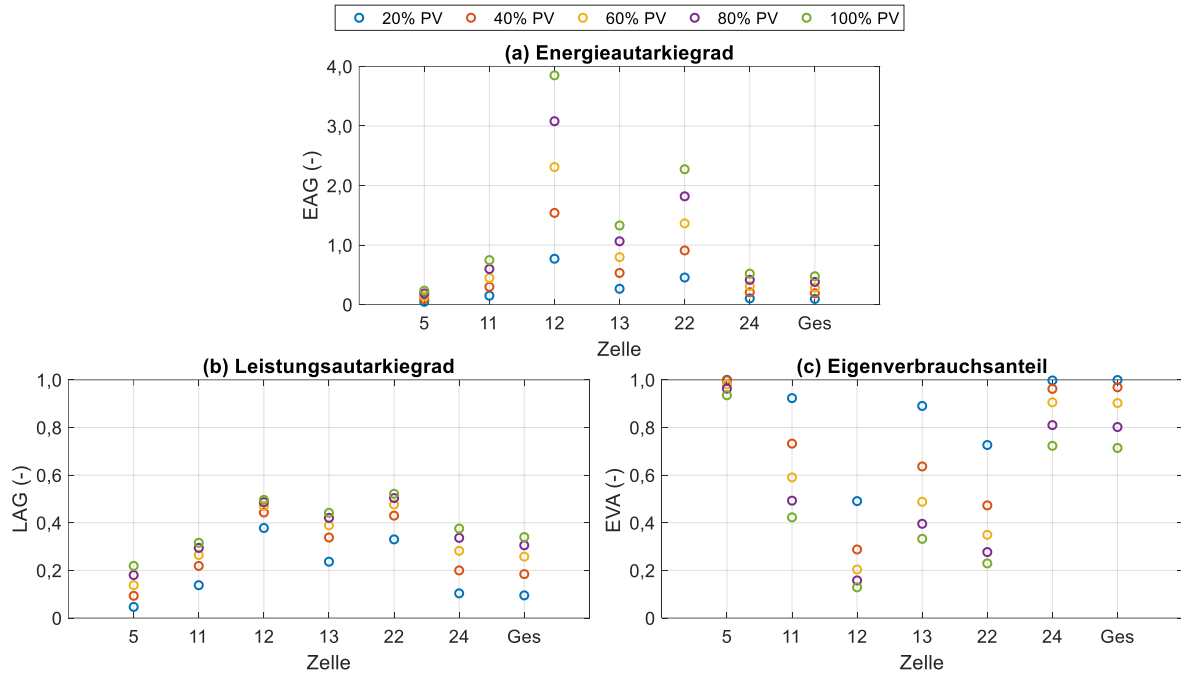 20% PV 40% PV 60% PV 80% PV 100% PV
(a) Energieautarkiegrad
4,0
3,0
2,0
1,0
0
EAG (-)
5 11 12 13 22 24 Ges
Zelle
(b) Leistungsautarkiegrad
1,0
0,8
0,6
0,4
0,2
0
LAG (-)
5 11 12 13 22 24 Ges
Zelle
(c) Eigenverbrauchsanteil
1,0
0,8
0,6
0,4
0,2
0
EVA (-)
5 11 12 13 22 24 Ges
Zelle